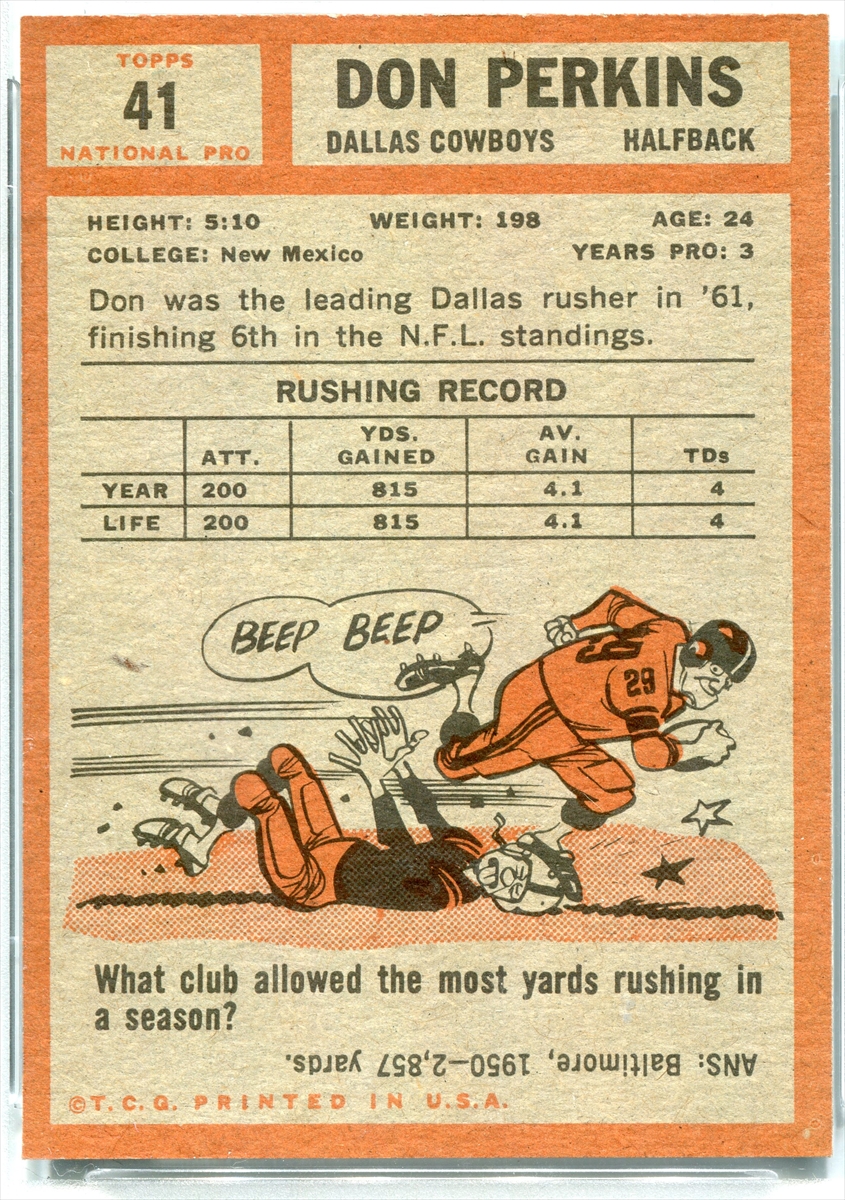 TOPPS
41
NATIONAL PRO
DON PERKINS
DALLAS COWBOYS HALFBACK
HEIGHT: 5:10 WEIGHT: 198 AGE: 24
COLLEGE: New Mexico YEARS PRO: 3
Don was the leading Dallas rusher in '61,
finishing 6th in the N.F.L. standings.
RUSHING RECORD
ATT. YDS. GAINED AV. GAIN TDs
YEAR 200 815 4.1 4
LIFE 200 815 4.1 4
BEEP BEEP
29
29
What club allowed the most yards rushing in
a season?
ANS: Baltimore, 1950—2,857 yards.
©T.C.G. PRINTED IN U.S.A.